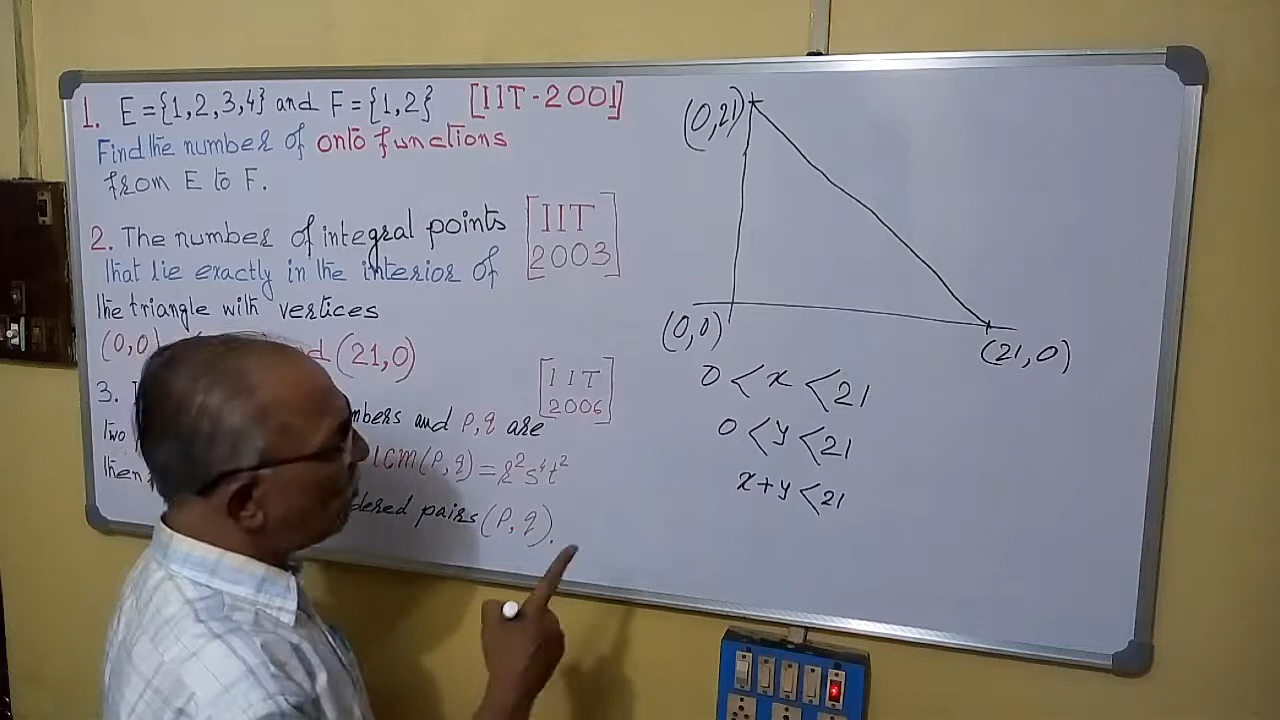 1. E={1,2,3,4} and F={1,2} [IIT-2001]
Find the number of onto functions
from E to F.
2. The number of integral points [IIT 2003]
that lie exactly in the interior of
the triangle with vertices
(0,0) (21,0)
3. [IIT 2006]
two mbers and P,q are
then LCM(P,q)=r²s⁴t²
dered pairs (P,q).
(0,21)
(0,0)
(21,0)
0<x<21
0<y<21
x+y<21